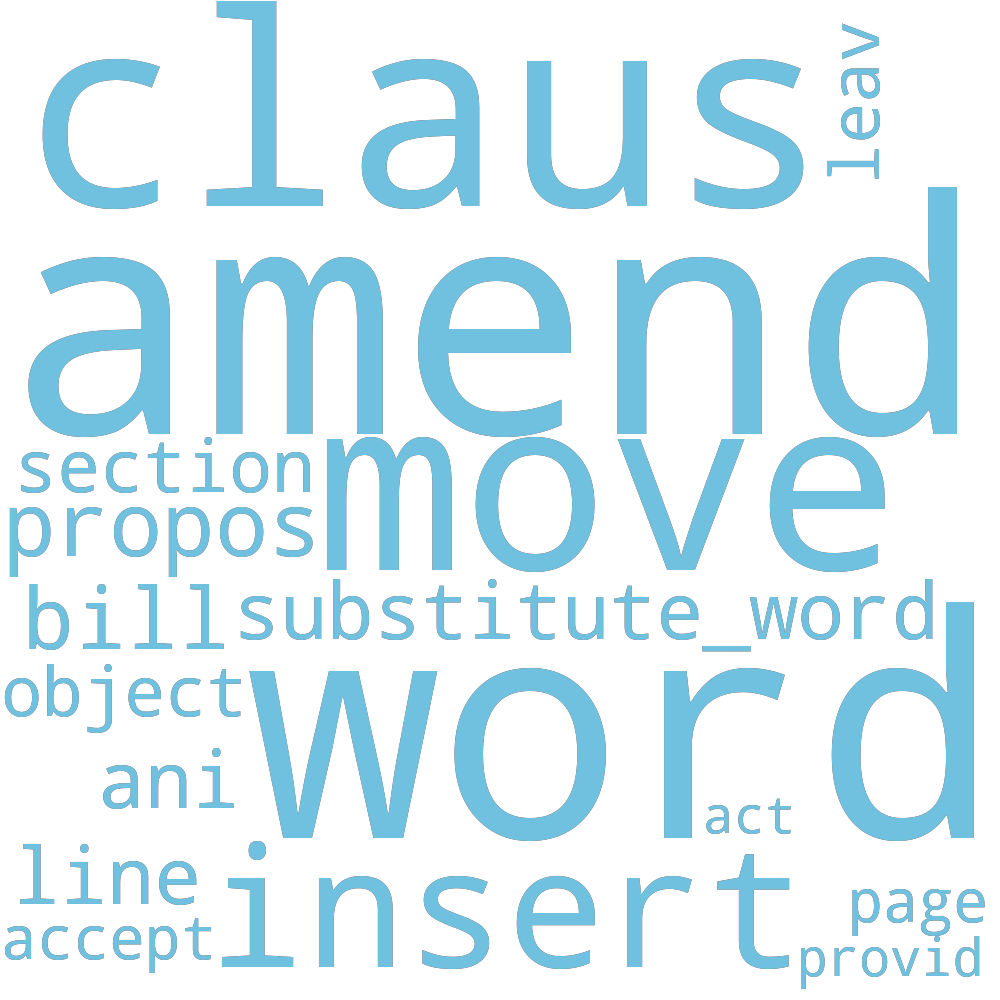 claus
leav
amend
section
move
propos
bill
substitute_word
object
word
ani
act
line
insert
page
accept
provid